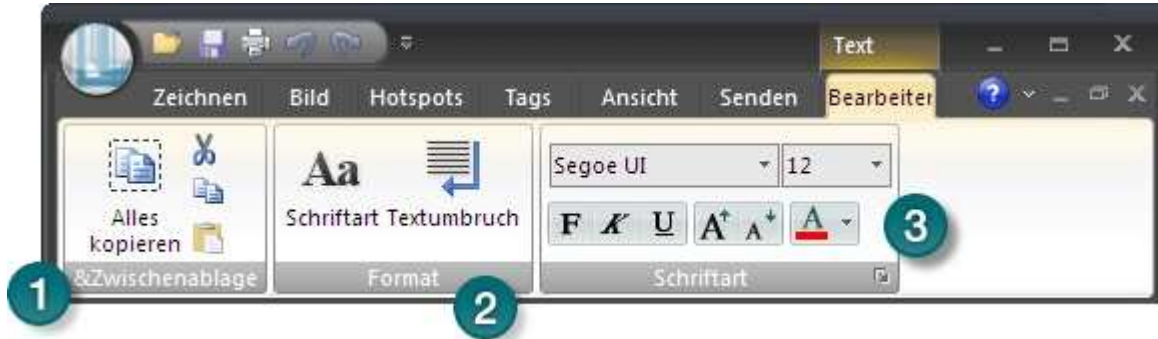 Text
Zeichnen Bild Hotspots Tags Ansicht Senden Bearbeiter
?
Alles
kopieren
Aa
Schriftart Textumbruch
Segoe UI 12
F K U A A A
3
&Zwischenablage Format Schriftart
1
2